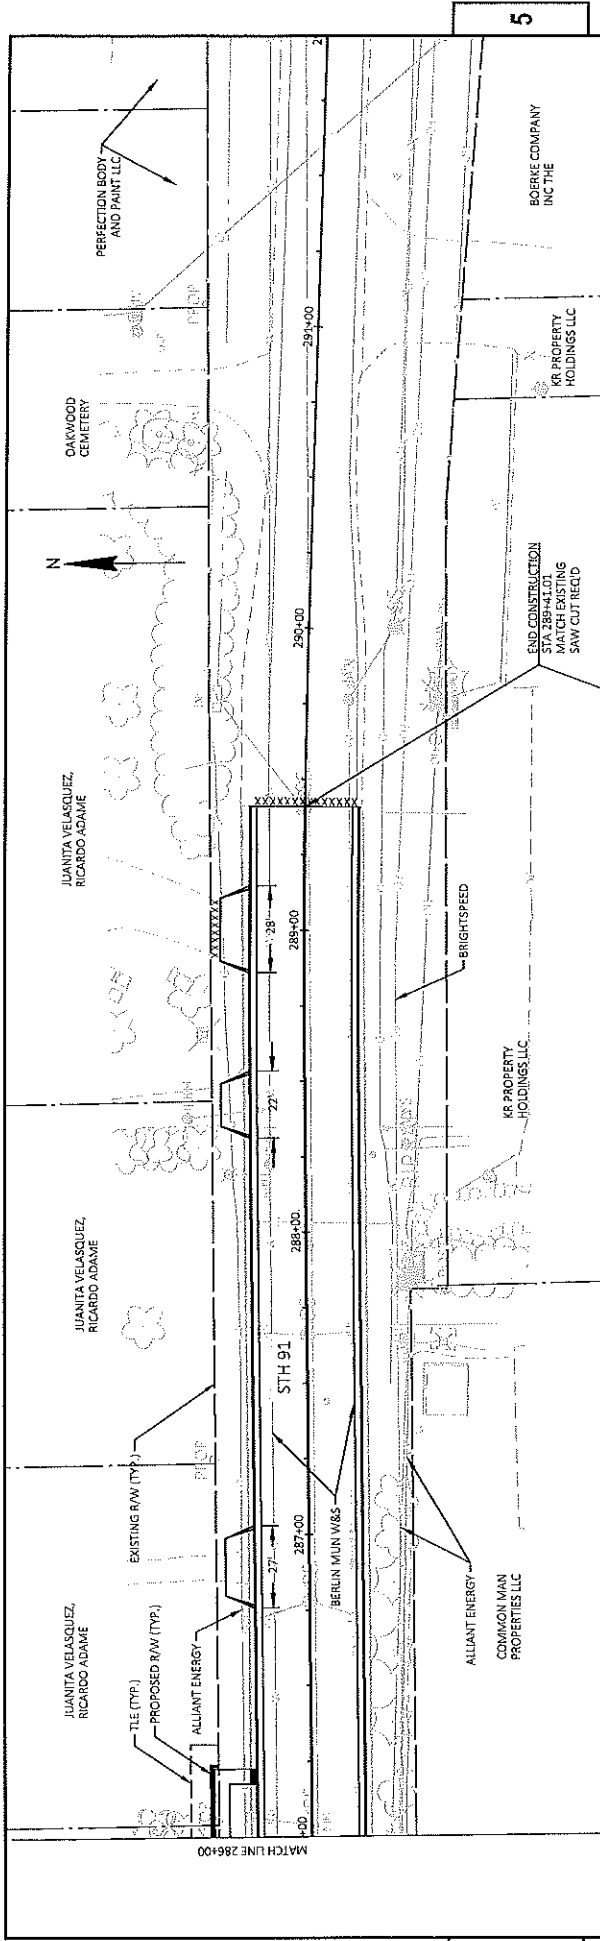 5
PERFECTION BODY
AND PAINT LLC
BOERKE COMPANY
INC THE
OAKWOOD
CEMETERY
291+00
KR PROPERTY
HOLDINGS LLC
N
290+00
END CONSTRUCTION
STA 289+41.01
MATCH EXISTING
SAW CUT REQ'D
JUANITA VELASQUEZ,
RICARDO ADAME
XXXXXXX
XXXXXXXXXXX
28'
289+00
BRIGHTSPEED
22'
KR PROPERTY
HOLDINGS LLC
JUANITA VELASQUEZ,
RICARDO ADAME
288+00
STH 91
EXISTING R/W (TYP.)
PROP
27'
287+00
BERLIN MUN W&S
ALLIANT ENERGY
COMMON MAN
PROPERTIES LLC
JUANITA VELASQUEZ,
RICARDO ADAME
TLE (TYP.)
PROPOSED R/W (TYP.)
ALLIANT ENERGY
+00
MATCH LINE 286+00